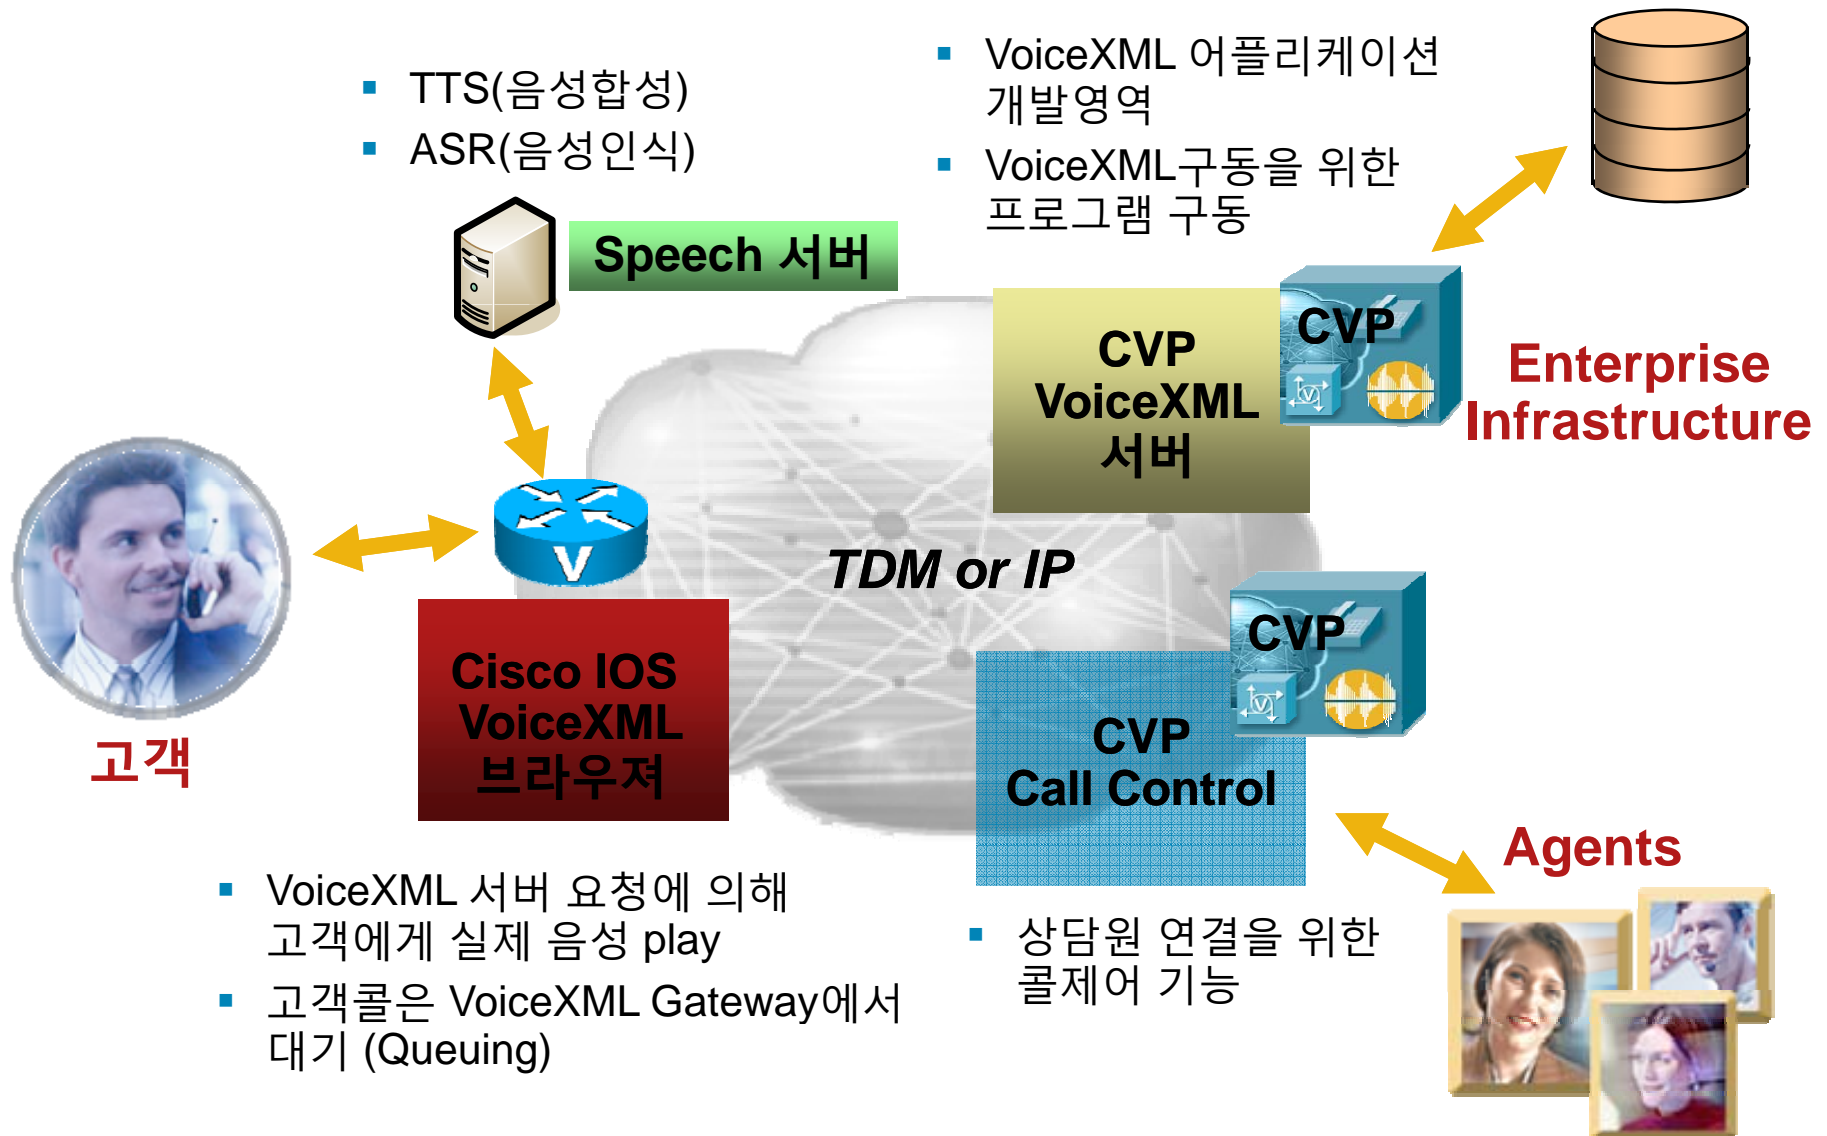 TTS(음성합성)
ASR(음성인식)
VoiceXML 어플리케이션
개발영역
VoiceXML구동을 위한
프로그램 구동
Speech 서버
CVP
VoiceXML
서버
CVP
Enterprise
Infrastructure
TDM or IP
V
Cisco IOS
VoiceXML
브라우져
고객
CVP
CVP
Call Control
Agents
VoiceXML 서버 요청에 의해
고객에게 실제 음성 play
고객콜은 VoiceXML Gateway에서
대기 (Queuing)
상담원 연결을 위한
콜제어 기능